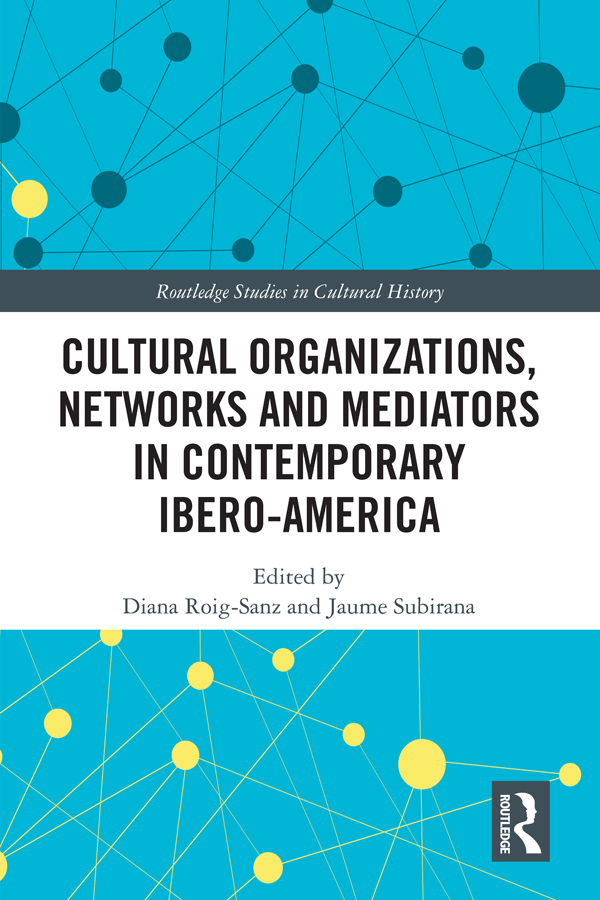 Routledge Studies in Cultural History
CULTURAL ORGANIZATIONS,
NETWORKS AND MEDIATORS
IN CONTEMPORARY
IBERO-AMERICA
Edited by
Diana Roig-Sanz and Jaume Subirana
ROUTLEDGE